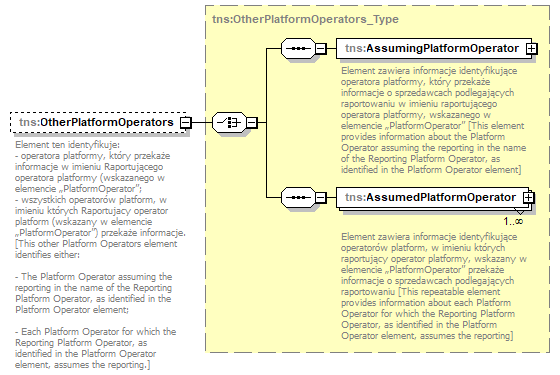 tns:OtherPlatformOperators_Type
tns:AssumingPlatformOperator
Element zawiera informacje identyfikujące
operatora platformy, który przekaże
informacje o sprzedawcach podlegających
raportowaniu w imieniu raportującego
operatora platformy, wskazanego w
elemencie „PlatformOperator” [This element
provides information about the Platform
Operator assuming the reporting in the name
of the Reporting Platform Operator, as
identified in the Platform Operator element]
tns:OtherPlatformOperators
Element ten identyfikuje:
- operatora platformy, który przekaże
informacje w imieniu Raportującego
operatora platformy (wskazanego w
elemencie „PlatformOperator”;
- wszystkich operatorów platform, w
imieniu których Raportujacy operator
platform (wskazany w elemencie
„PlatformOperator”) przekaże informacje.
[This other Platform Operators element
identifies either:
- The Platform Operator assuming the
reporting in the name of the Reporting
Platform Operator, as identified in the
Platform Operator element;
- Each Platform Operator for which the
Reporting Platform Operator, as
identified in the Platform Operator
element, assumes the reporting.]
tns:AssumedPlatformOperator
1..∞
Element zawiera informacje identyfikujące
operatorów platform, w imieniu których
raportujący operator platformy, wskazany w
elemencie „PlatformOperator” przekaże
informacje o sprzedawcach podlegających
raportowaniu [This repeatable element
provides information about each Platform
Operator for which the Reporting Platform
Operator, as identified in the Platform
Operator element, assumes the reporting]